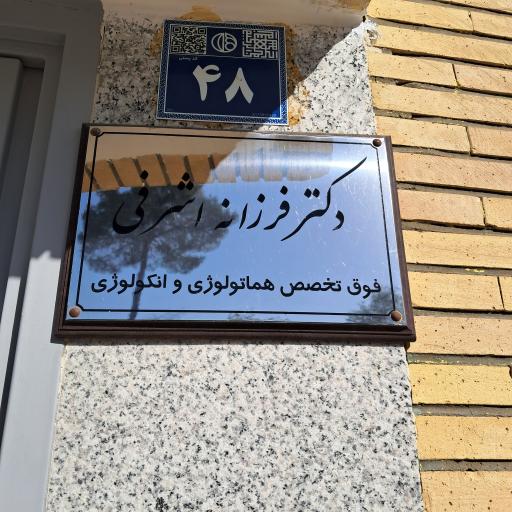 ۴۸
دکتر فرزانه اشرفی
فوق تخصص هماتولوژی و انکولوژی